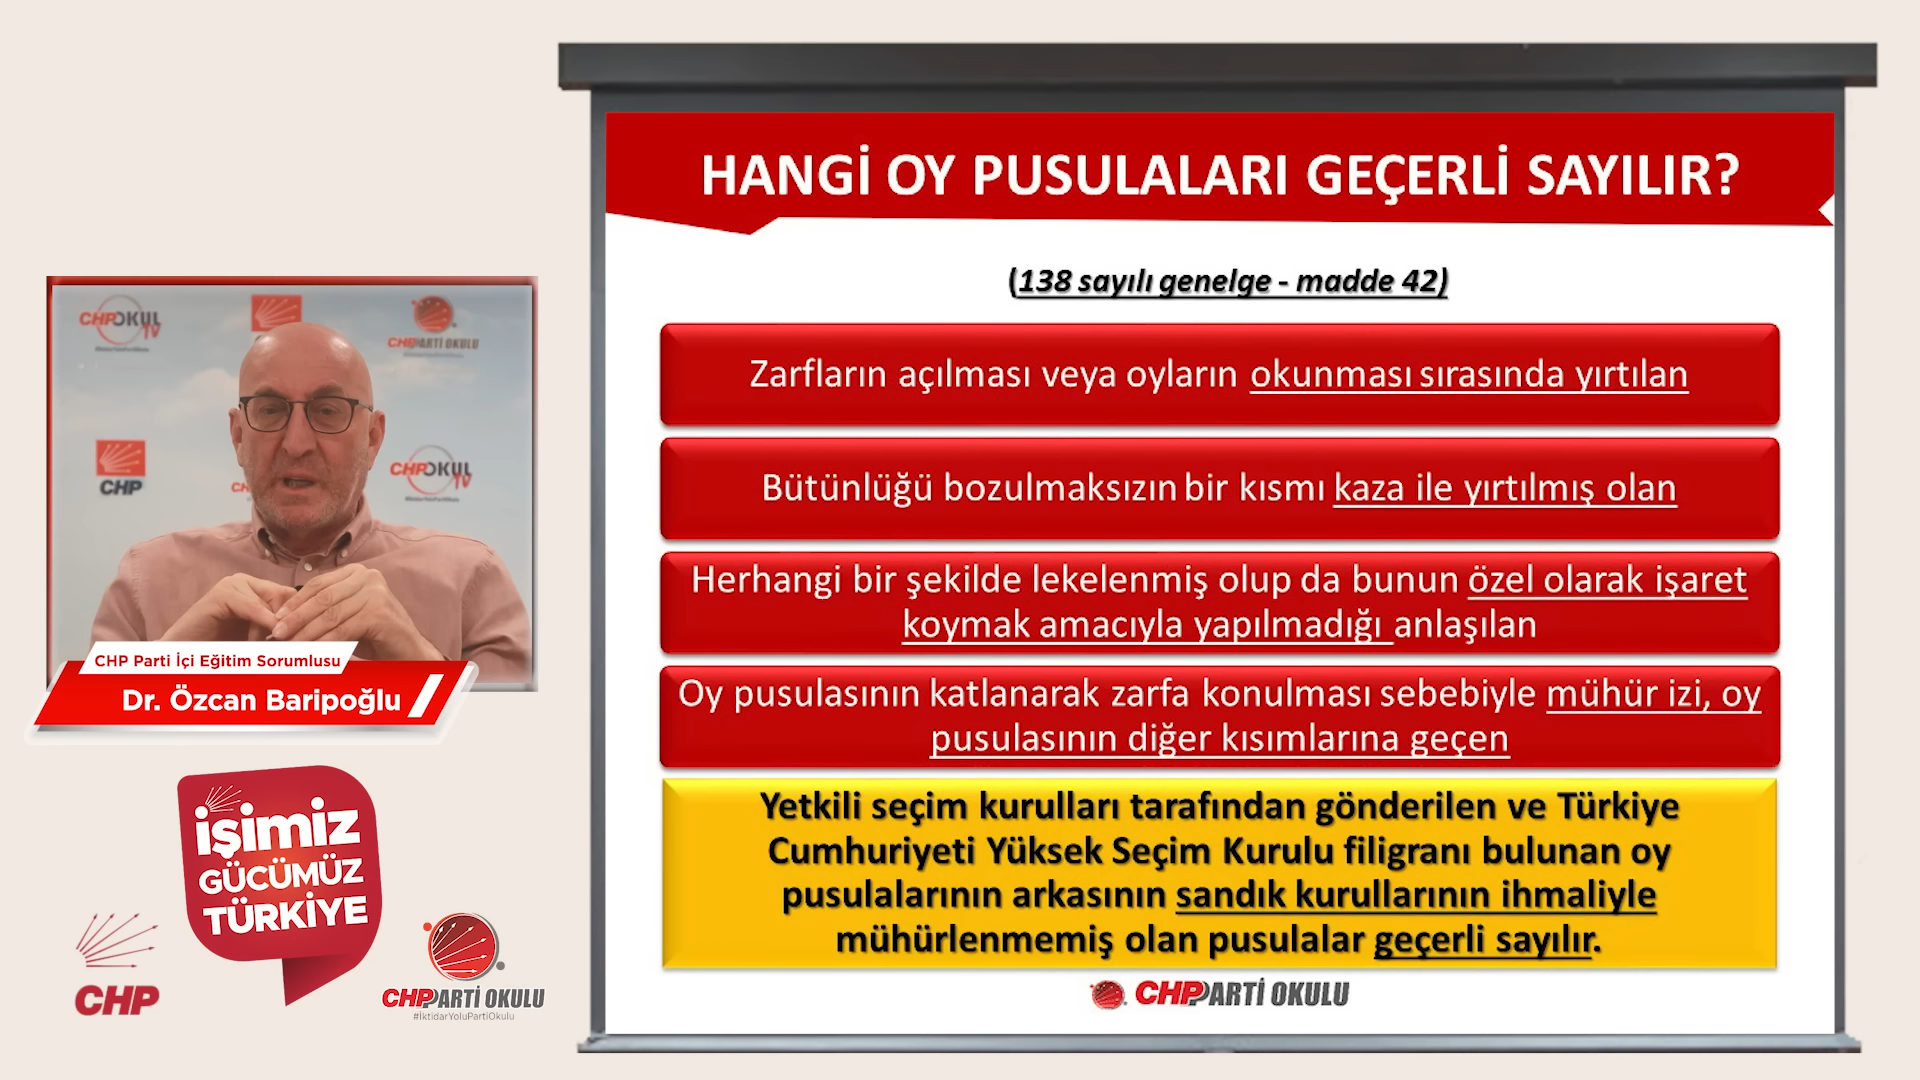 HANGİ OY PUSULALARI GEÇERLİ SAYILIR?
(138 sayılı genelge - madde 42)
Zarfların açılması veya oyların okunması sırasında yırtılan
Bütünlüğü bozulmaksızın bir kısmı kaza ile yırtılmış olan
Herhangi bir şekilde lekelenmiş olup da bunun özel olarak işaret
koymak amacıyla yapılmadığı anlaşılan
Oy pusulasının katlanarak zarfa konulması sebebiyle mühür izi, oy
pusulasının diğer kısımlarına geçen
Yetkili seçim kurulları tarafından gönderilen ve Türkiye
Cumhuriyeti Yüksek Seçim Kurulu filigranı bulunan oy
pusulalarının arkasının sandık kurullarının ihmaliyle
mühürlenmemiş olan pusulalar geçerli sayılır.
CHP PARTİ OKULU
CHPOKUL
TV
CHP PARTİ OKULU
CHP
CHPOKUL
TV
CHP Parti İçi Eğitim Sorumlusu
Dr. Özcan Baripoğlu
işimiz
GÜCÜMÜZ
TÜRKİYE
CHP
CHP PARTİ OKULU
#İktidarYoluPartiOkulu